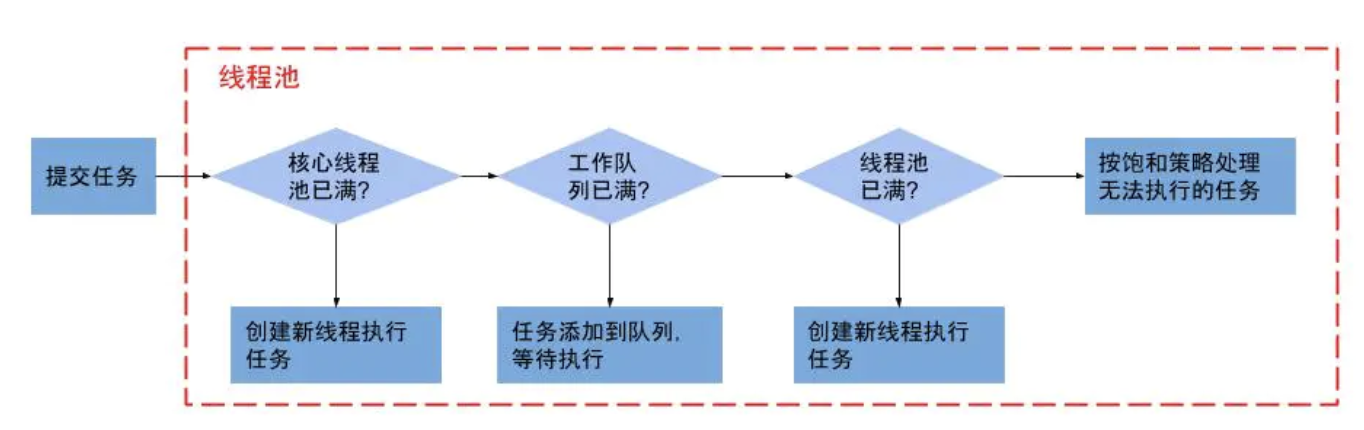 线程池
提交任务
核心线程
池已满?
工作队
列已满?
线程池
已满?
按饱和策略处理
无法执行的任务
创建新线程执行
任务
任务添加到队列,
等待执行
创建新线程执行
任务